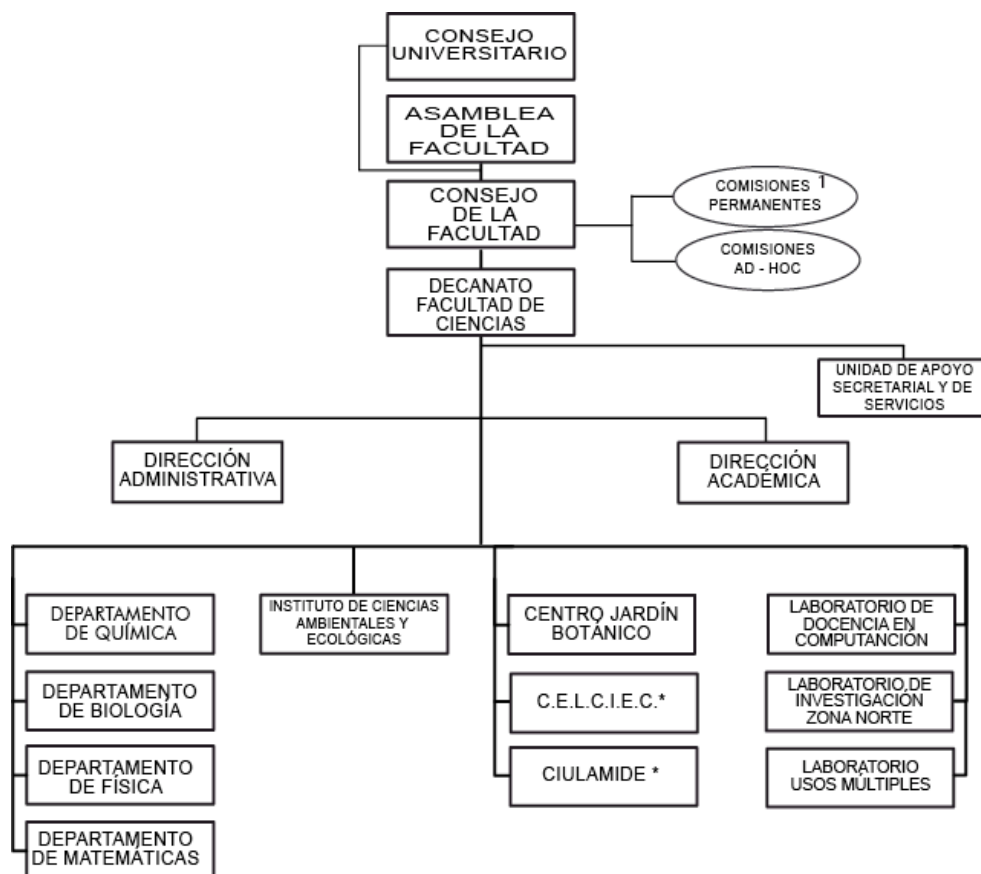 CONSEJO
UNIVERSITARIO
ASAMBLEA
DE LA
FACULTAD
CONSEJO
DE LA
FACULTAD
COMISIONES 1
PERMANENTES
COMISIONES
AD - HOC
DECANATO
FACULTAD DE
CIENCIAS
UNIDAD DE APOYO
SECRETARIAL Y DE
SERVICIOS
DIRECCIÓN
ADMINISTRATIVA
DIRECCIÓN
ACADÉMICA
DEPARTAMENTO
DE QUÍMICA
DEPARTAMENTO
DE BIOLOGÍA
DEPARTAMENTO
DE FÍSICA
DEPARTAMENTO
DE MATEMÁTICAS
INSTITUTO DE CIENCIAS
AMBIENTALES Y
ECOLÓGICAS
CENTRO JARDÍN
BOTÁNICO
C.E.L.C.I.E.C.*
CIULAMIDE *
LABORATORIO DE
DOCENCIA EN
COMPUTANCIÓN
LABORATORIO DE
INVESTIGACIÓN
ZONA NORTE
LABORATORIO
USOS MÚLTIPLES